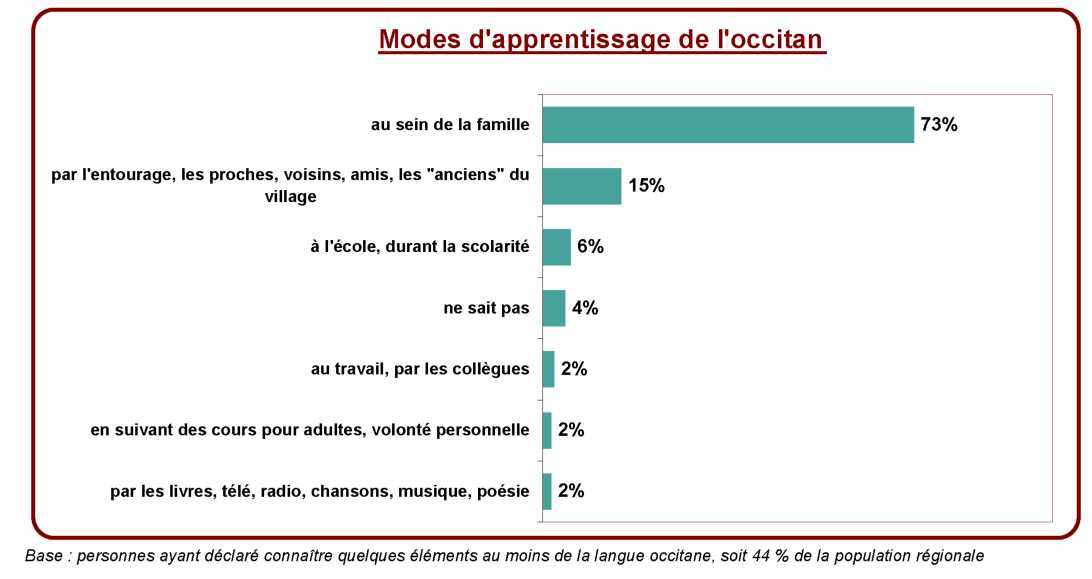 Modes d'apprentissage de l'occitan
au sein de la famille
73%
par l'entourage, les proches, voisins, amis, les "anciens" du
village
15%
à l'école, durant la scolarité
6%
ne sait pas
4%
au travail, par les collègues
2%
en suivant des cours pour adultes, volonté personnelle
2%
par les livres, télé, radio, chansons, musique, poésie
2%
Base : personnes ayant déclaré connaître quelques éléments au moins de la langue occitane, soit 44 % de la population régionale